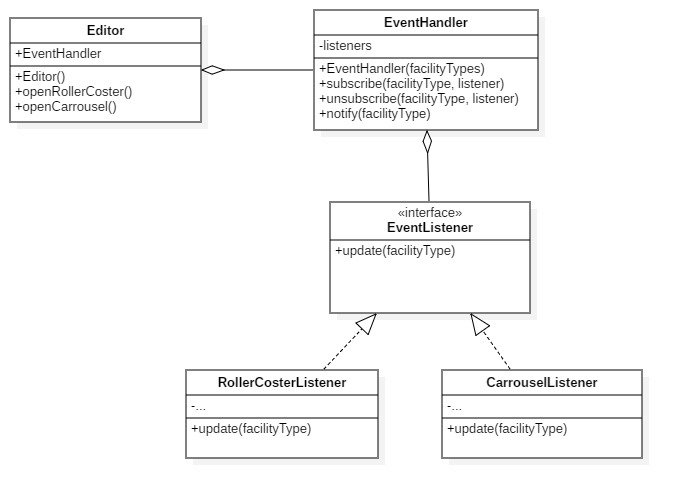 Editor
+EventHandler
+Editor()
+openRollerCoster()
+openCarrousel()
EventHandler
-listeners
+EventHandler(facilityTypes)
+subscribe(facilityType, listener)
+unsubscribe(facilityType, listener)
+notify(facilityType)
«interface»
EventListener
+update(facilityType)
RollerCosterListener
-...
+update(facilityType)
CarrouselListener
-...
+update(facilityType)